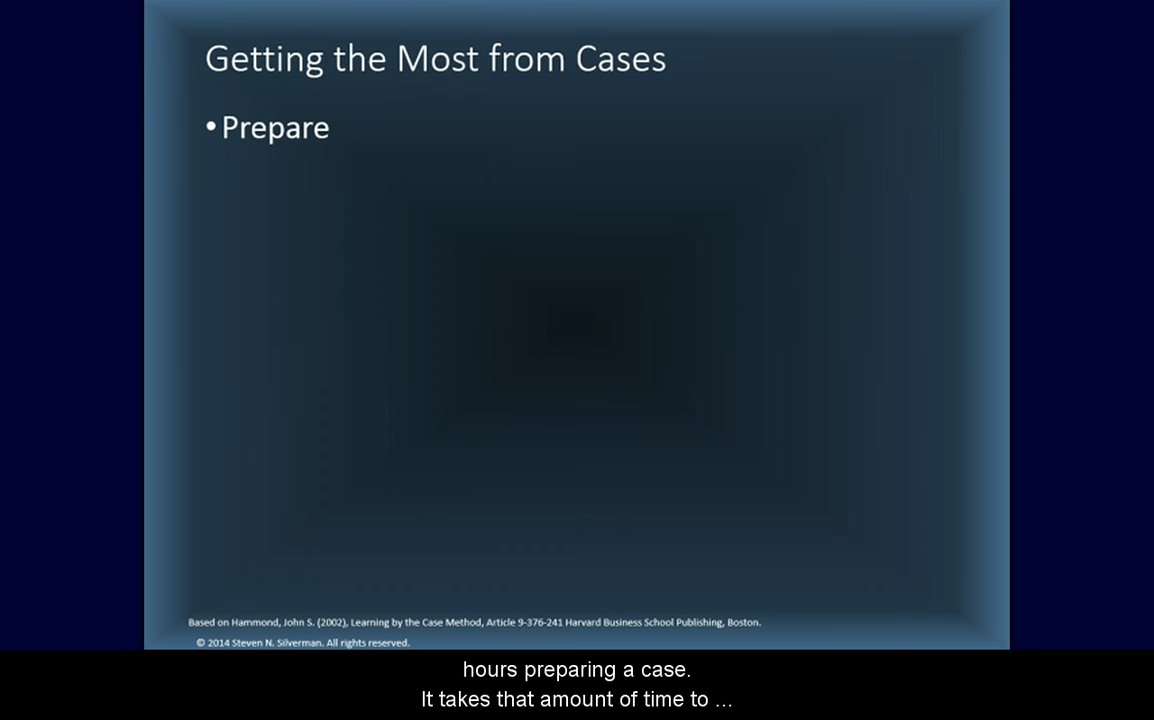 Getting the Most from Cases
• Prepare
Based on Hammond, John S. (2002), Learning by the Case Method, Article 9-376-241 Harvard Business School Publishing, Boston.
© 2014 Steven N. Silverman. All rights reserved.
hours preparing a case.
It takes that amount of time to ...